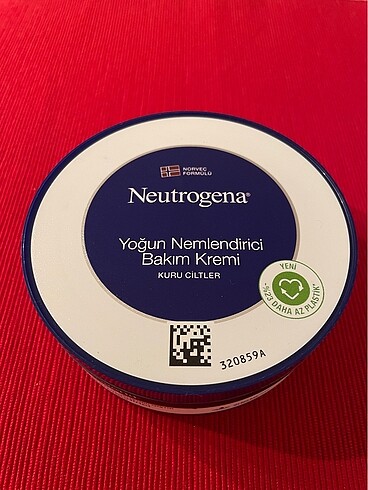 NORVEÇ
FORMÜLÜ
Neutrogena®
Yoğun Nemlendirici
Bakım Kremi
KURU CİLTLER
YENİ
%23 DAHA AZ PLASTİK*
320859A